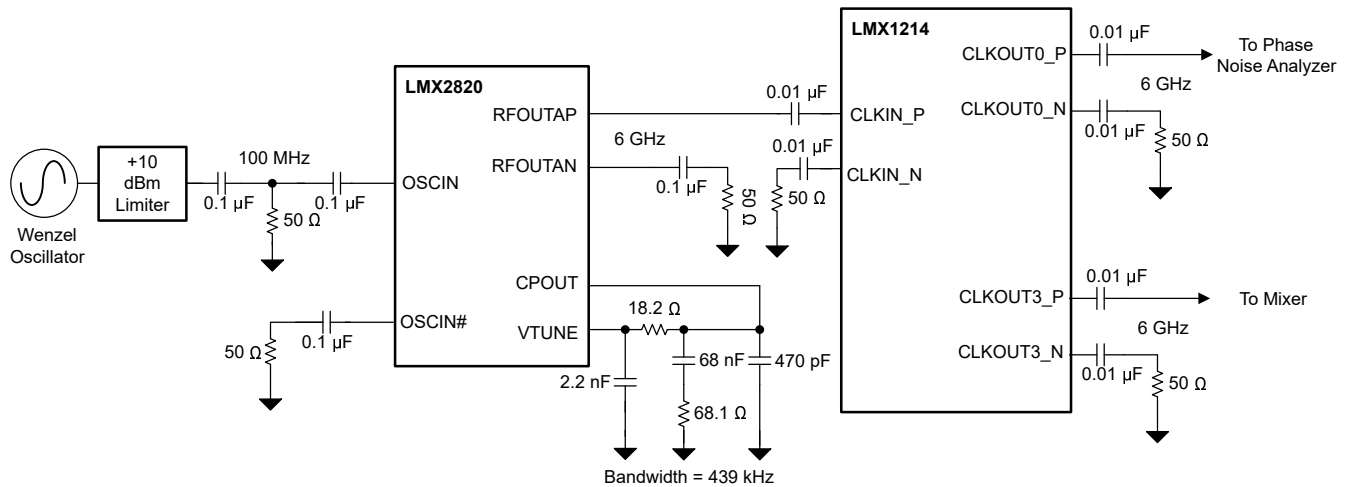 Wenzel
Oscillator
+10
dBm
Limiter
0.1 µF
100 MHz
50 Ω
0.1 µF
50 Ω
0.1 µF
LMX2820
OSCIN
OSCIN#
RFOUTAP
RFOUTAN
CPOUT
VTUNE
6 GHz
0.1 µF
50 Ω
0.01 µF
0.01 µF
50 Ω
18.2 Ω
2.2 nF
68 nF
68.1 Ω
470 pF
Bandwidth = 439 kHz
LMX1214
CLKIN_P
CLKIN_N
CLKOUT0_P
CLKOUT0_N
CLKOUT3_P
CLKOUT3_N
0.01 µF
To Phase
Noise Analyzer
6 GHz
0.01 µF
50 Ω
0.01 µF
To Mixer
6 GHz
0.01 µF
50 Ω